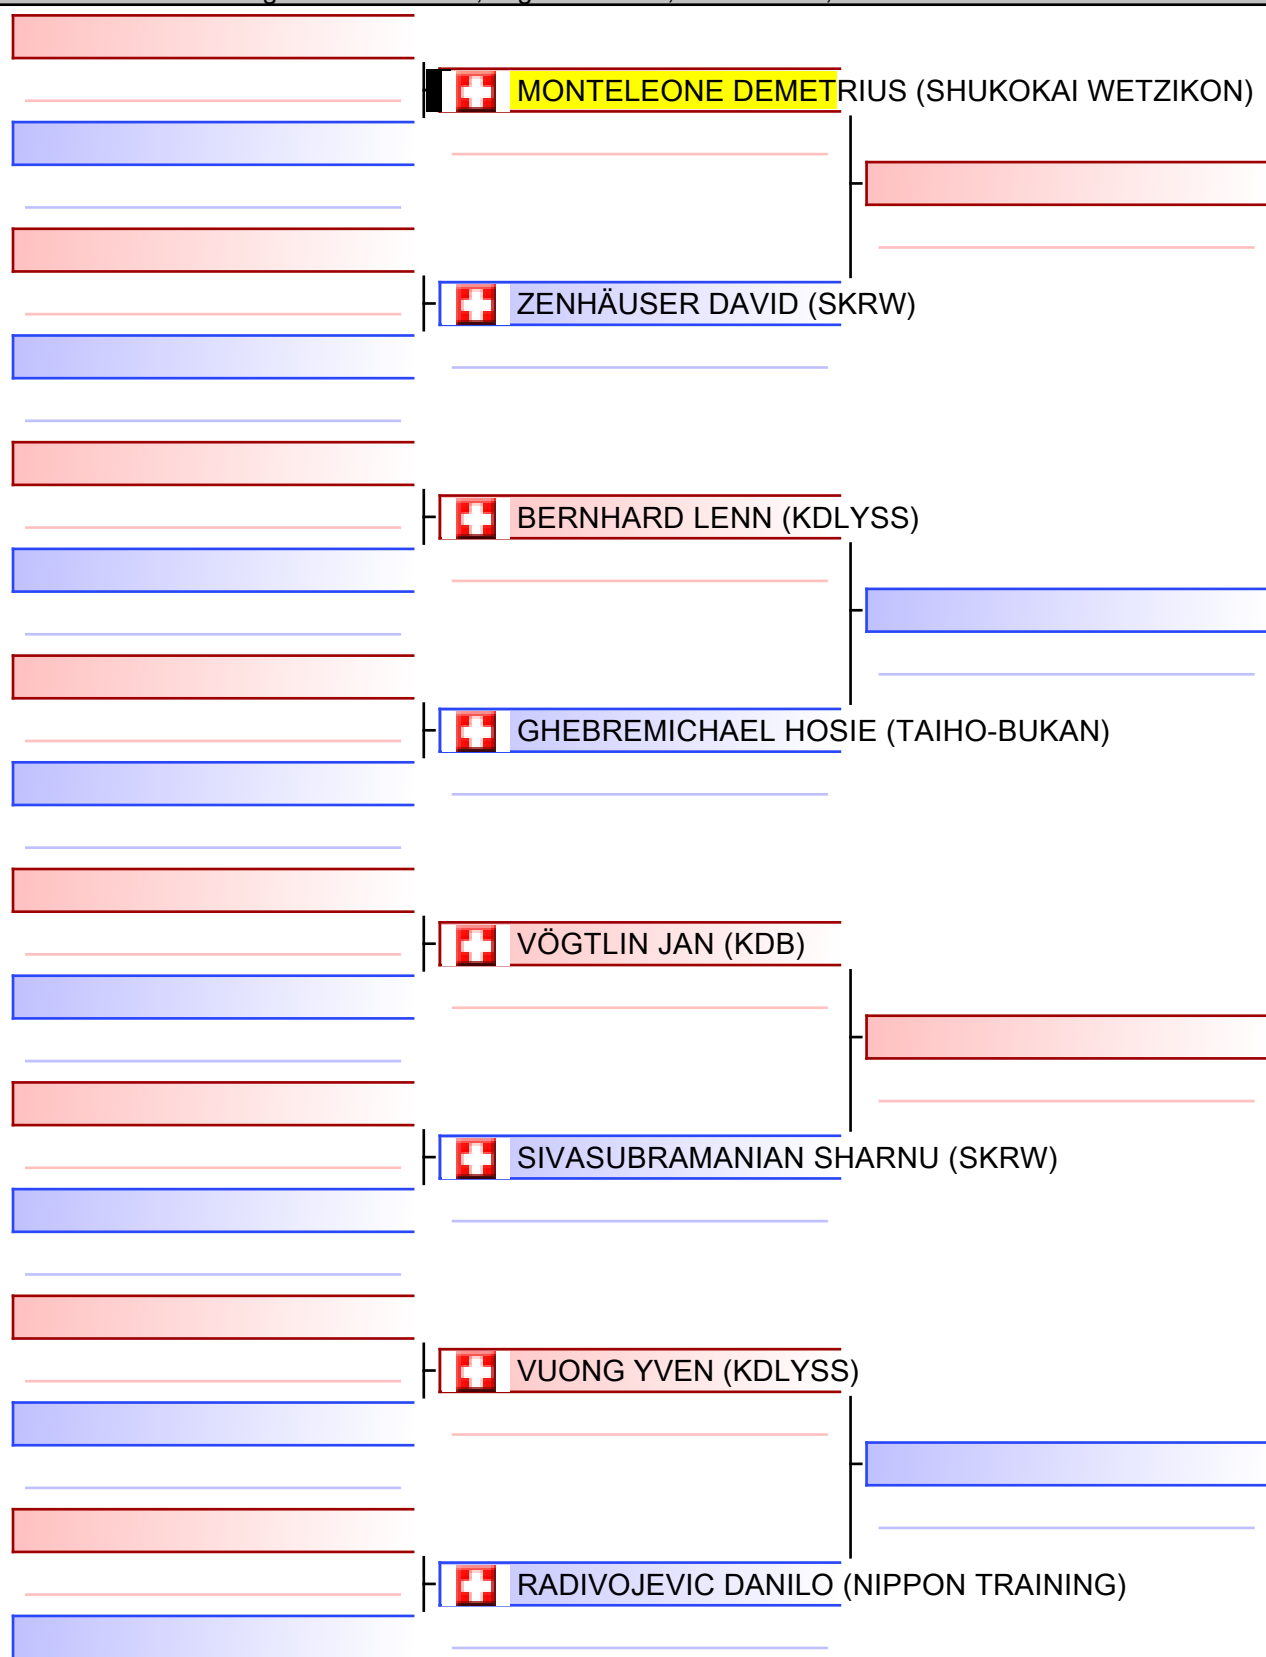 MONTELEONE DEMETRIUS (SHUKOKAI WETZIKON)
ZENHÄUSER DAVID (SKRW)
BERNHARD LENN (KDLYSS)
GHEBREMICHAEL HOSIE (TAIHO-BUKAN)
VÖGTLIN JAN (KDB)
SIVASUBRAMANIAN SHARNU (SKRW)
VUONG YVEN (KDLYSS)
RADIVOJEVIC DANILO (NIPPON TRAINING)